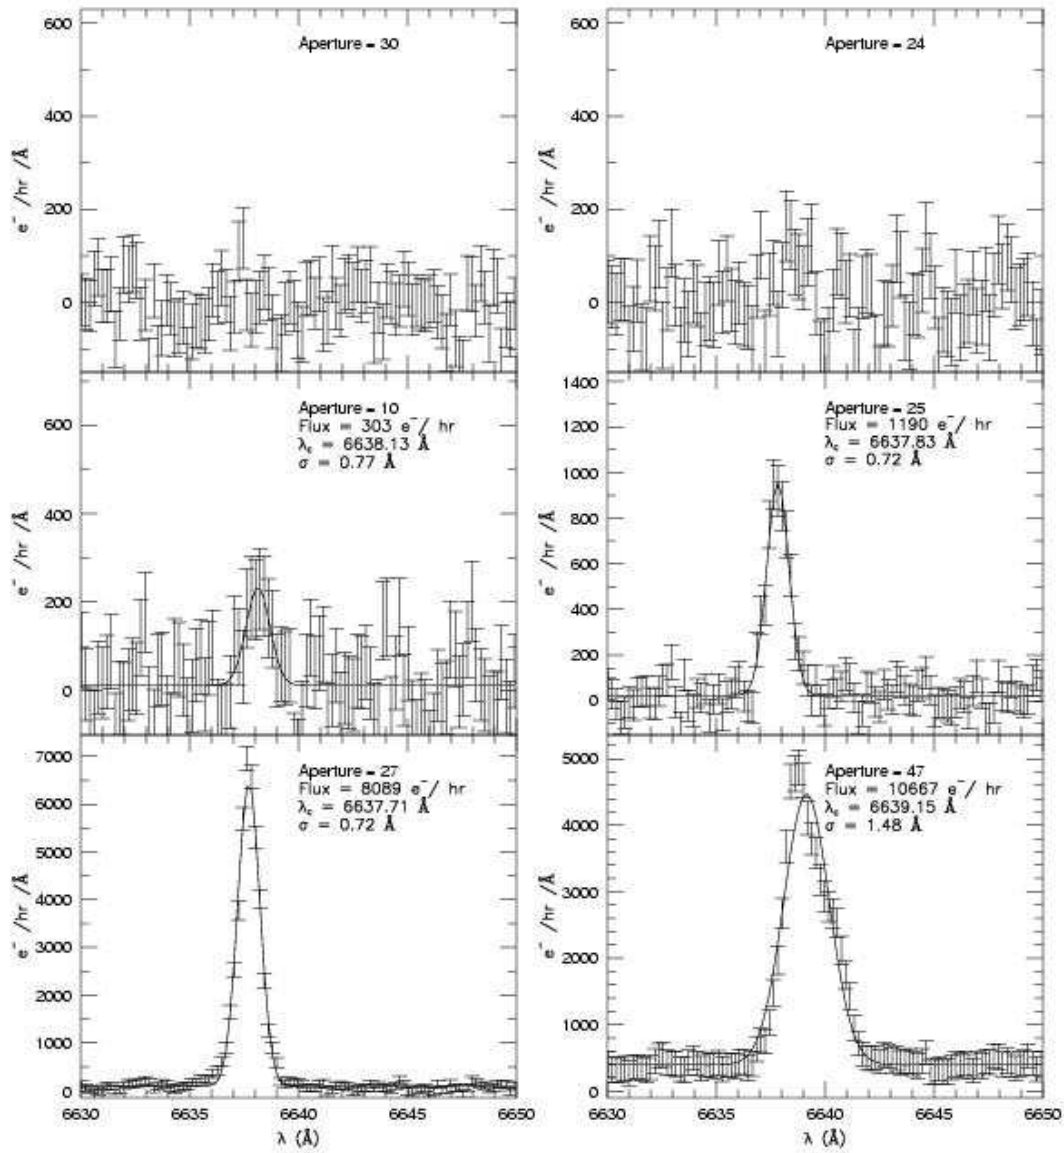 Aperture = 30
600
400
200
0
e⁻ /hr /Å
Aperture = 24
600
400
200
0
e⁻ /hr /Å
Aperture = 10
Flux = 303 e⁻/ hr
λc = 6638.13 Å
σ = 0.77 Å
600
400
200
0
e⁻ /hr /Å
Aperture = 25
Flux = 1190 e⁻/ hr
λc = 6637.83 Å
σ = 0.72 Å
1400
1200
1000
800
600
400
200
0
e⁻ /hr /Å
Aperture = 27
Flux = 8089 e⁻/ hr
λc = 6637.71 Å
σ = 0.72 Å
7000
6000
5000
4000
3000
2000
1000
0
e⁻ /hr /Å
6630 6635 6640 6645 6650
λ (Å)
Aperture = 47
Flux = 10667 e⁻/ hr
λc = 6639.15 Å
σ = 1.48 Å
5000
4000
3000
2000
1000
0
e⁻ /hr /Å
6630 6635 6640 6645 6650
λ (Å)